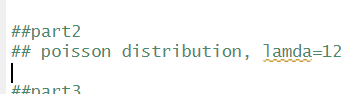 ##part2
## poisson distribution, lamda=12
##part3